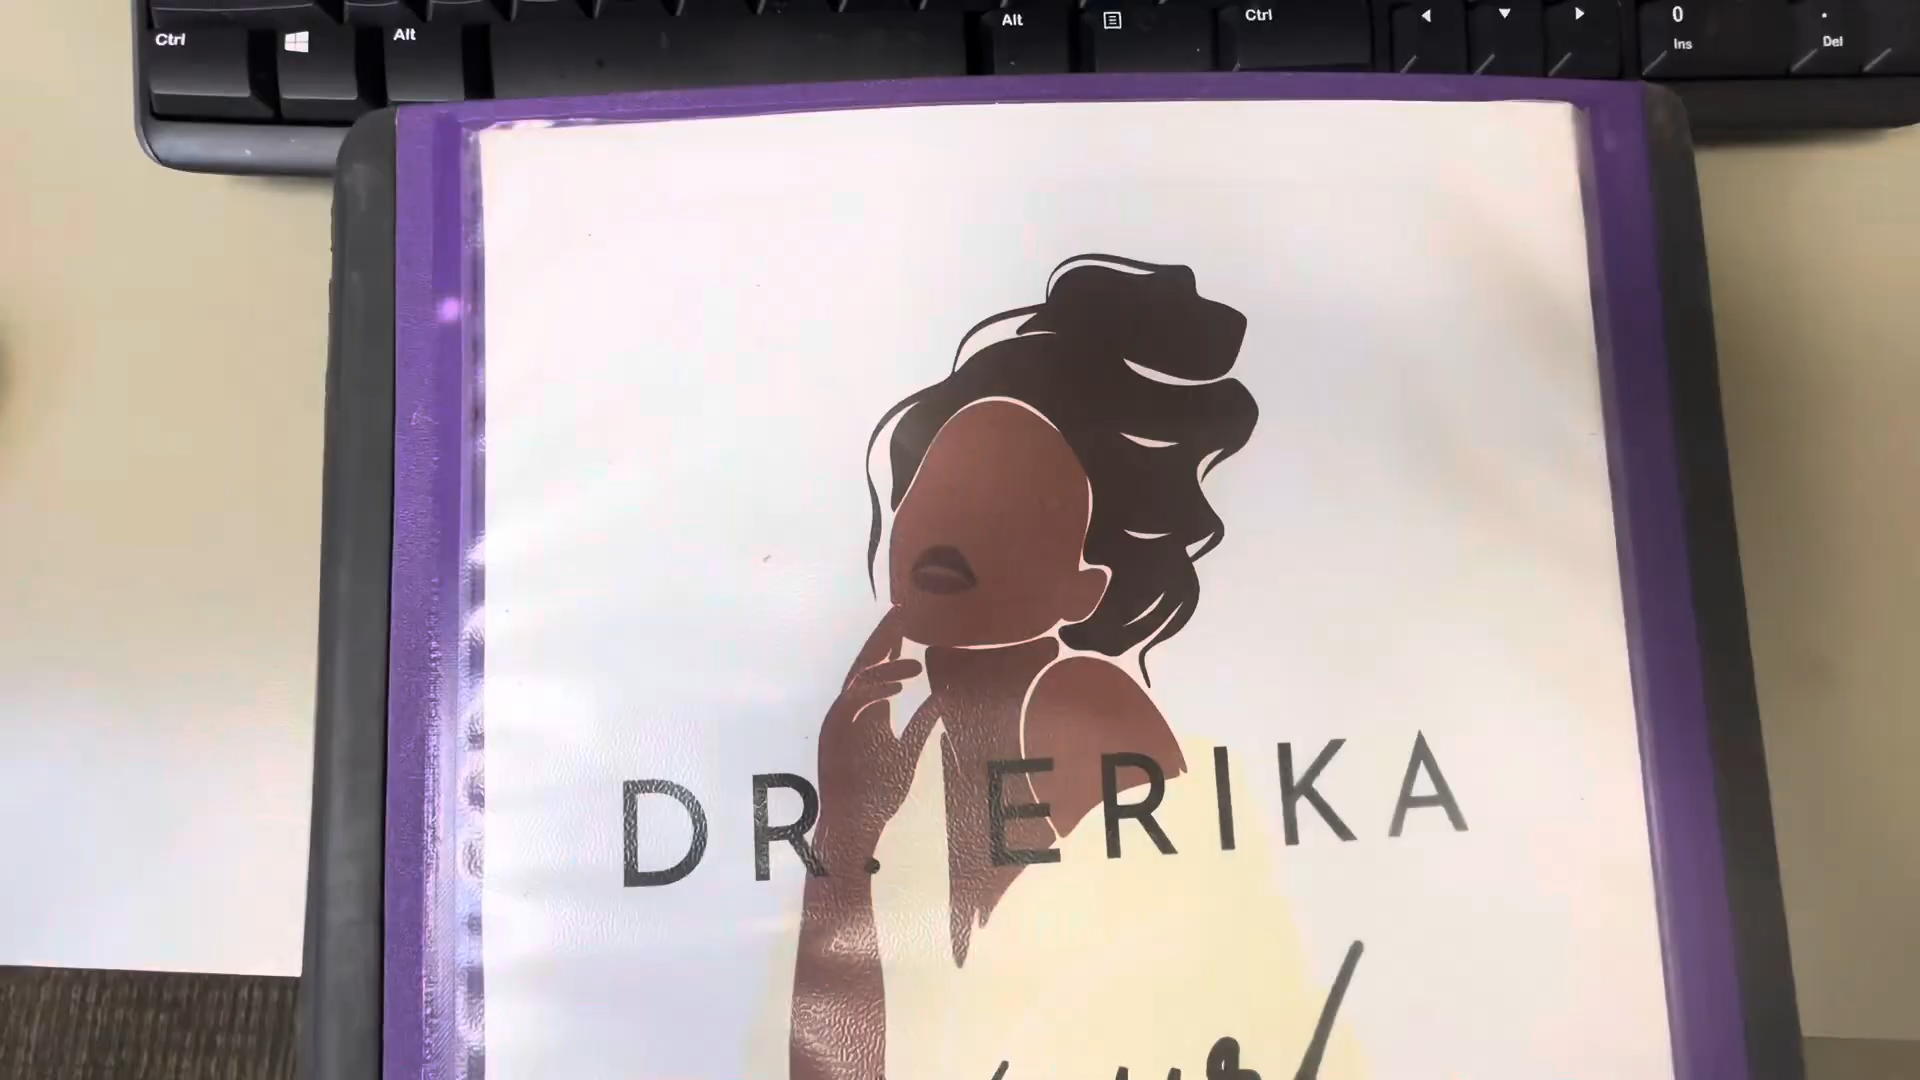 Ctrl Alt Alt Ctrl 0 .
Ins Del
DR. ERIKA